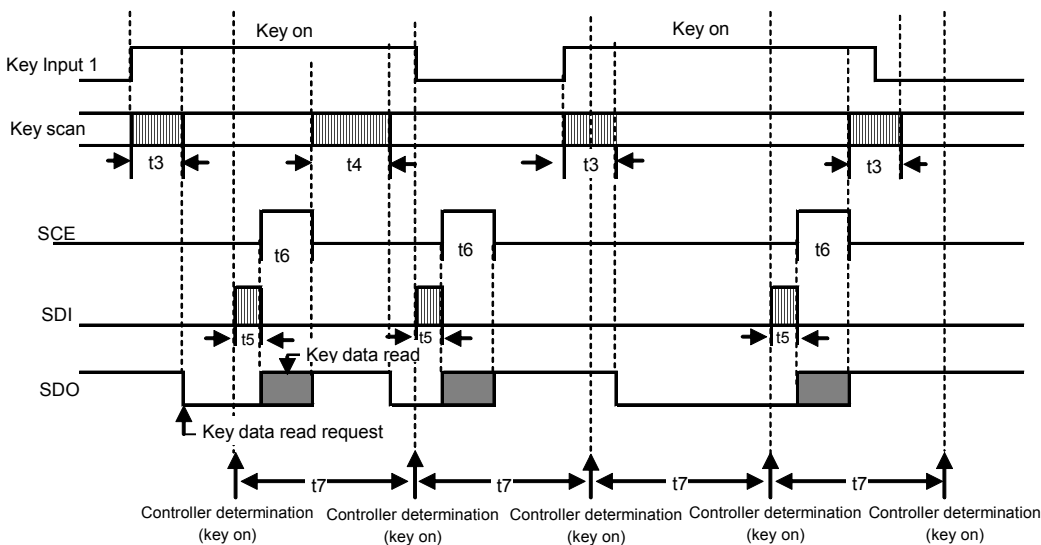 Key on
Key on
Key Input 1
Key scan
t3
t4
t3
t3
SCE
t6
t6
t6
SDI
t5
t5
t5
Key data read
SDO
Key data read request
t7
t7
t7
t7
Controller determination
(key on)
Controller determination
(key on)
Controller determination
(key on)
Controller determination
(key on)
Controller determination
(key on)